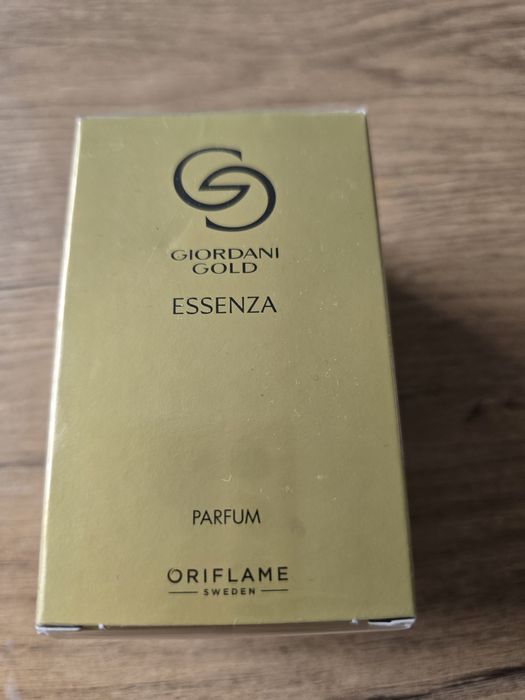 GIORDANI
GOLD
ESSENZA
PARFUM
ORIFLAME
SWEDEN